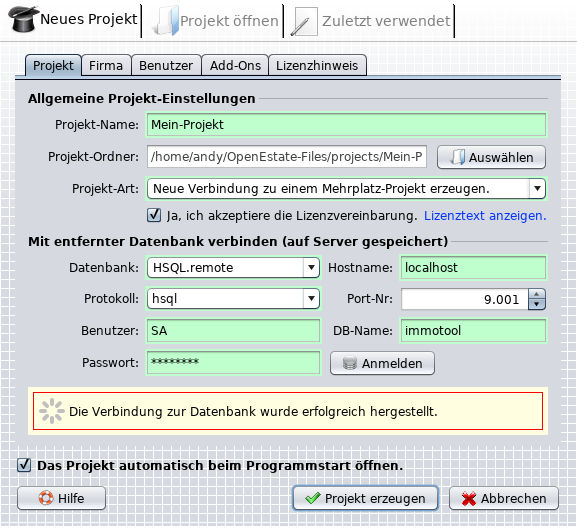 Neues Projekt Projekt öffnen Zuletzt verwendet
Projekt Firma Benutzer Add-Ons Lizenzhinweis
Allgemeine Projekt-Einstellungen
Projekt-Name: Mein-Projekt
Projekt-Ordner: /home/andy/OpenEstate-Files/projects/Mein-P Auswählen
Projekt-Art: Neue Verbindung zu einem Mehrplatz-Projekt erzeugen.
Ja, ich akzeptiere die Lizenzvereinbarung. Lizenztext anzeigen.
Mit entfernter Datenbank verbinden (auf Server gespeichert)
Datenbank: HSQL.remote Hostname: localhost
Protokoll: hsql Port-Nr: 9.001
Benutzer: SA DB-Name: immotool
Passwort: ******** Anmelden
Die Verbindung zur Datenbank wurde erfolgreich hergestellt.
Das Projekt automatisch beim Programmstart öffnen.
Hilfe Projekt erzeugen Abbrechen